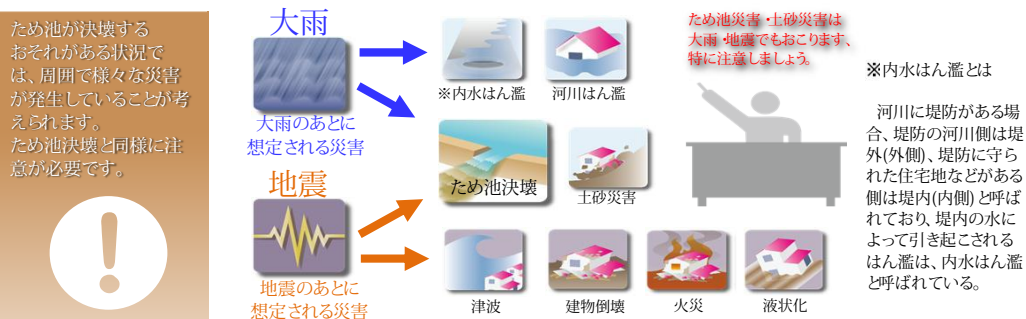 ため池が決壊する
おそれがある状況で
は、周囲で様々な災害
が発生していることが考
えられます。
ため池決壊と同様に注
意が必要です。
大雨
大雨のあとに
想定される災害
地震
地震のあとに
想定される災害
※内水はん濫
河川はん濫
ため池決壊
土砂災害
津波
建物倒壊
火災
液状化
ため池災害・土砂災害は
大雨・地震でもおこります、
特に注意しましょう。
※内水はん濫とは
河川に堤防がある場
合、堤防の河川側は堤
外(外側)、堤防に守ら
れた住宅地などがある
側は堤内(内側)と呼ば
れており、堤内の水に
よって引き起こされる
はん濫は、内水はん濫
と呼ばれている。